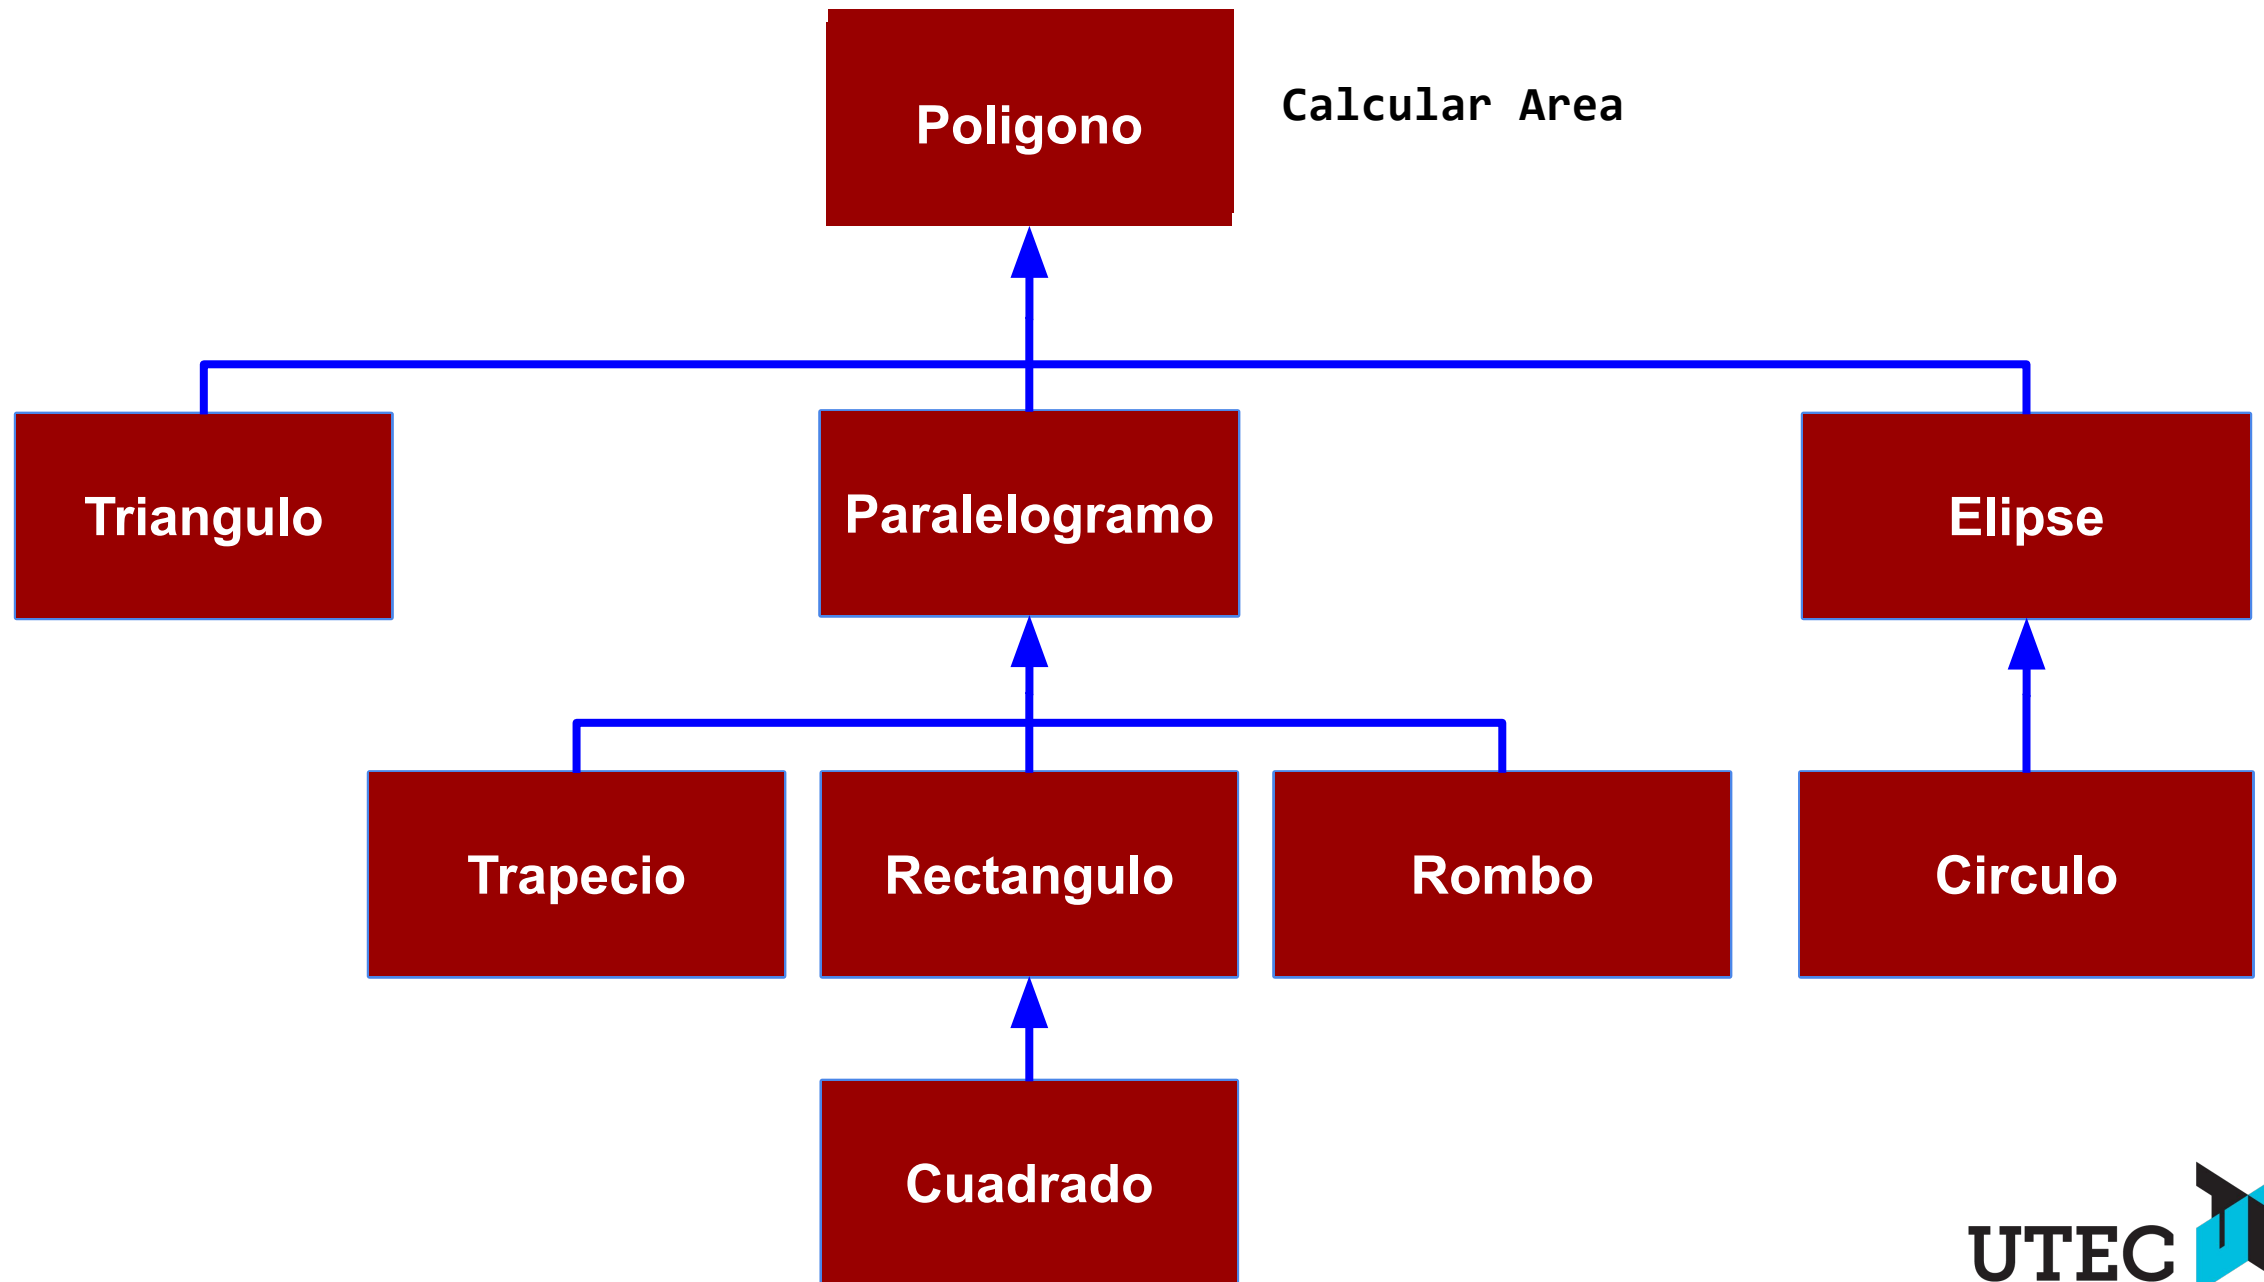 Poligono
Calcular Area
Triangulo
Paralelogramo
Elipse
Trapecio
Rectangulo
Rombo
Circulo
Cuadrado
UTEC